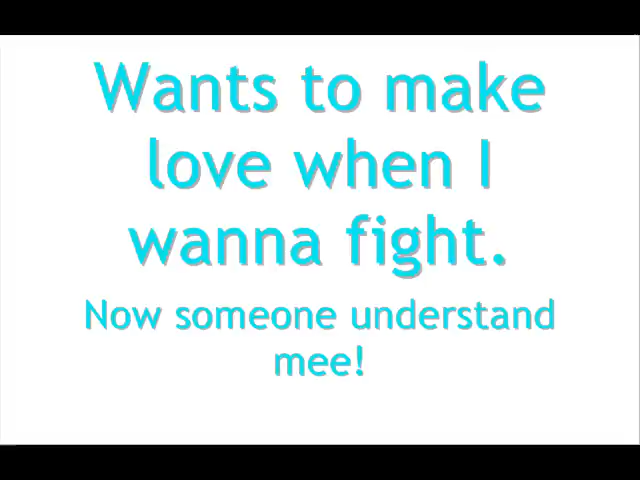 Wants to make
love when I
wanna fight.
Now someone understand
mee!